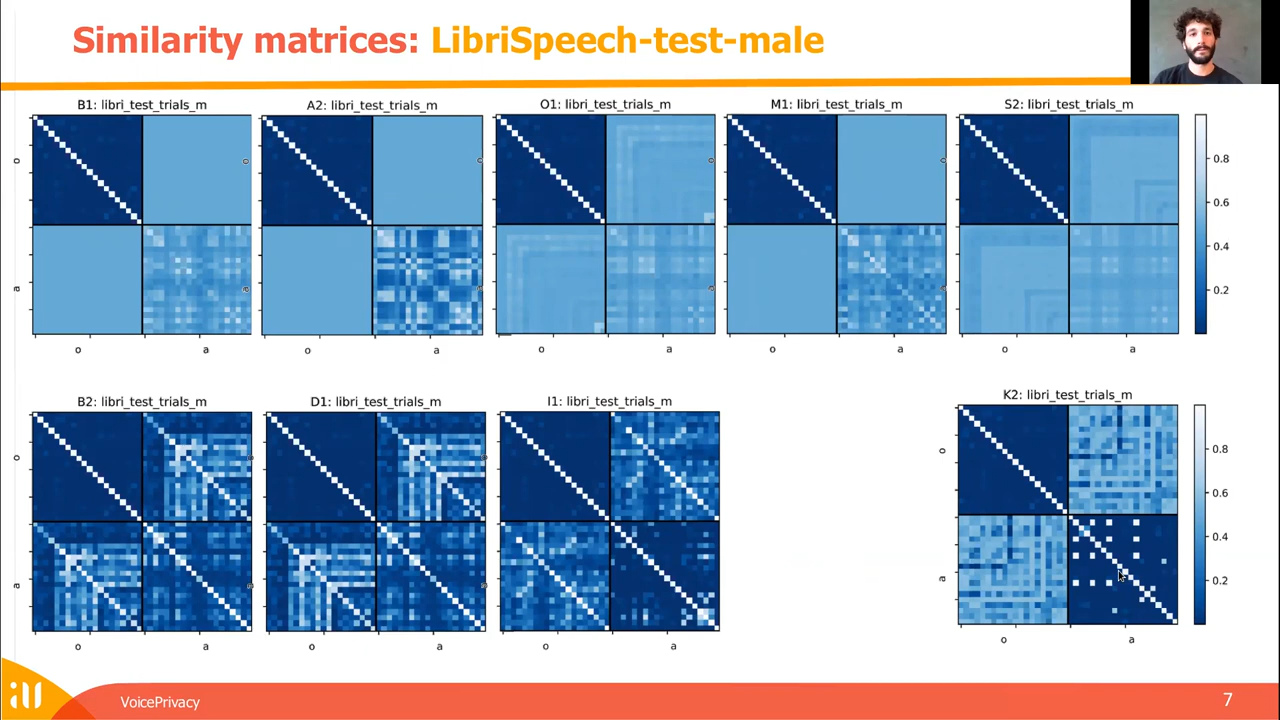 Similarity matrices: LibriSpeech-test-male
B1: libri_test_trials_m
A2: libri_test_trials_m
O1: libri_test_trials_m
M1: libri_test_trials_m
S2: libri_test_trials_m
o
o
o
o
o
0.8
0.6
0.4
0.2
a
a
a
a
a
o a
o a
o a
o a
o a
B2: libri_test_trials_m
D1: libri_test_trials_m
I1: libri_test_trials_m
K2: libri_test_trials_m
o
o
o
o
0.8
0.6
0.4
0.2
a
a
a
a
o a
o a
o a
o a
VoicePrivacy
7